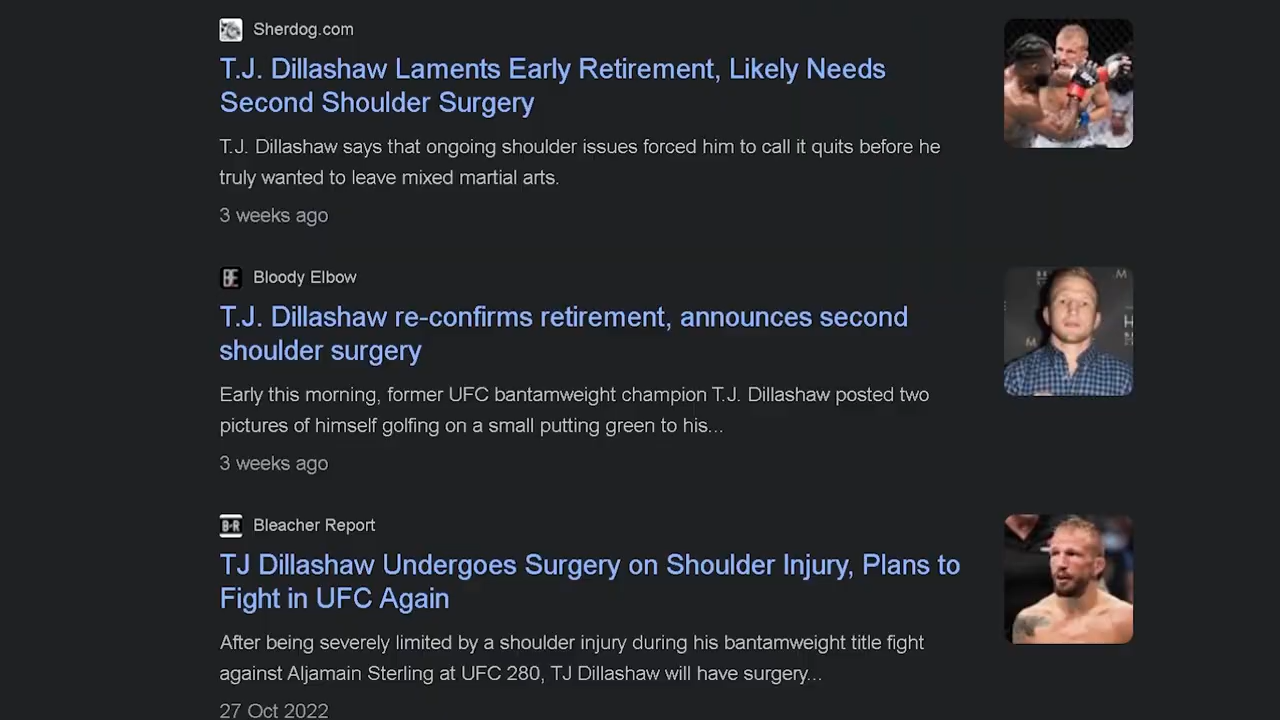 Sherdog.com
T.J. Dillashaw Laments Early Retirement, Likely Needs
Second Shoulder Surgery
T.J. Dillashaw says that ongoing shoulder issues forced him to call it quits before he
truly wanted to leave mixed martial arts.
3 weeks ago
BE
Bloody Elbow
T.J. Dillashaw re-confirms retirement, announces second
shoulder surgery
Early this morning, former UFC bantamweight champion T.J. Dillashaw posted two
pictures of himself golfing on a small putting green to his...
3 weeks ago
B/R
Bleacher Report
TJ Dillashaw Undergoes Surgery on Shoulder Injury, Plans to
Fight in UFC Again
After being severely limited by a shoulder injury during his bantamweight title fight
against Aljamain Sterling at UFC 280, TJ Dillashaw will have surgery...
27 Oct 2022